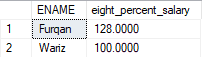 ENAME eight_percent_salary
1 Furqan 128.0000
2 Wariz 100.0000